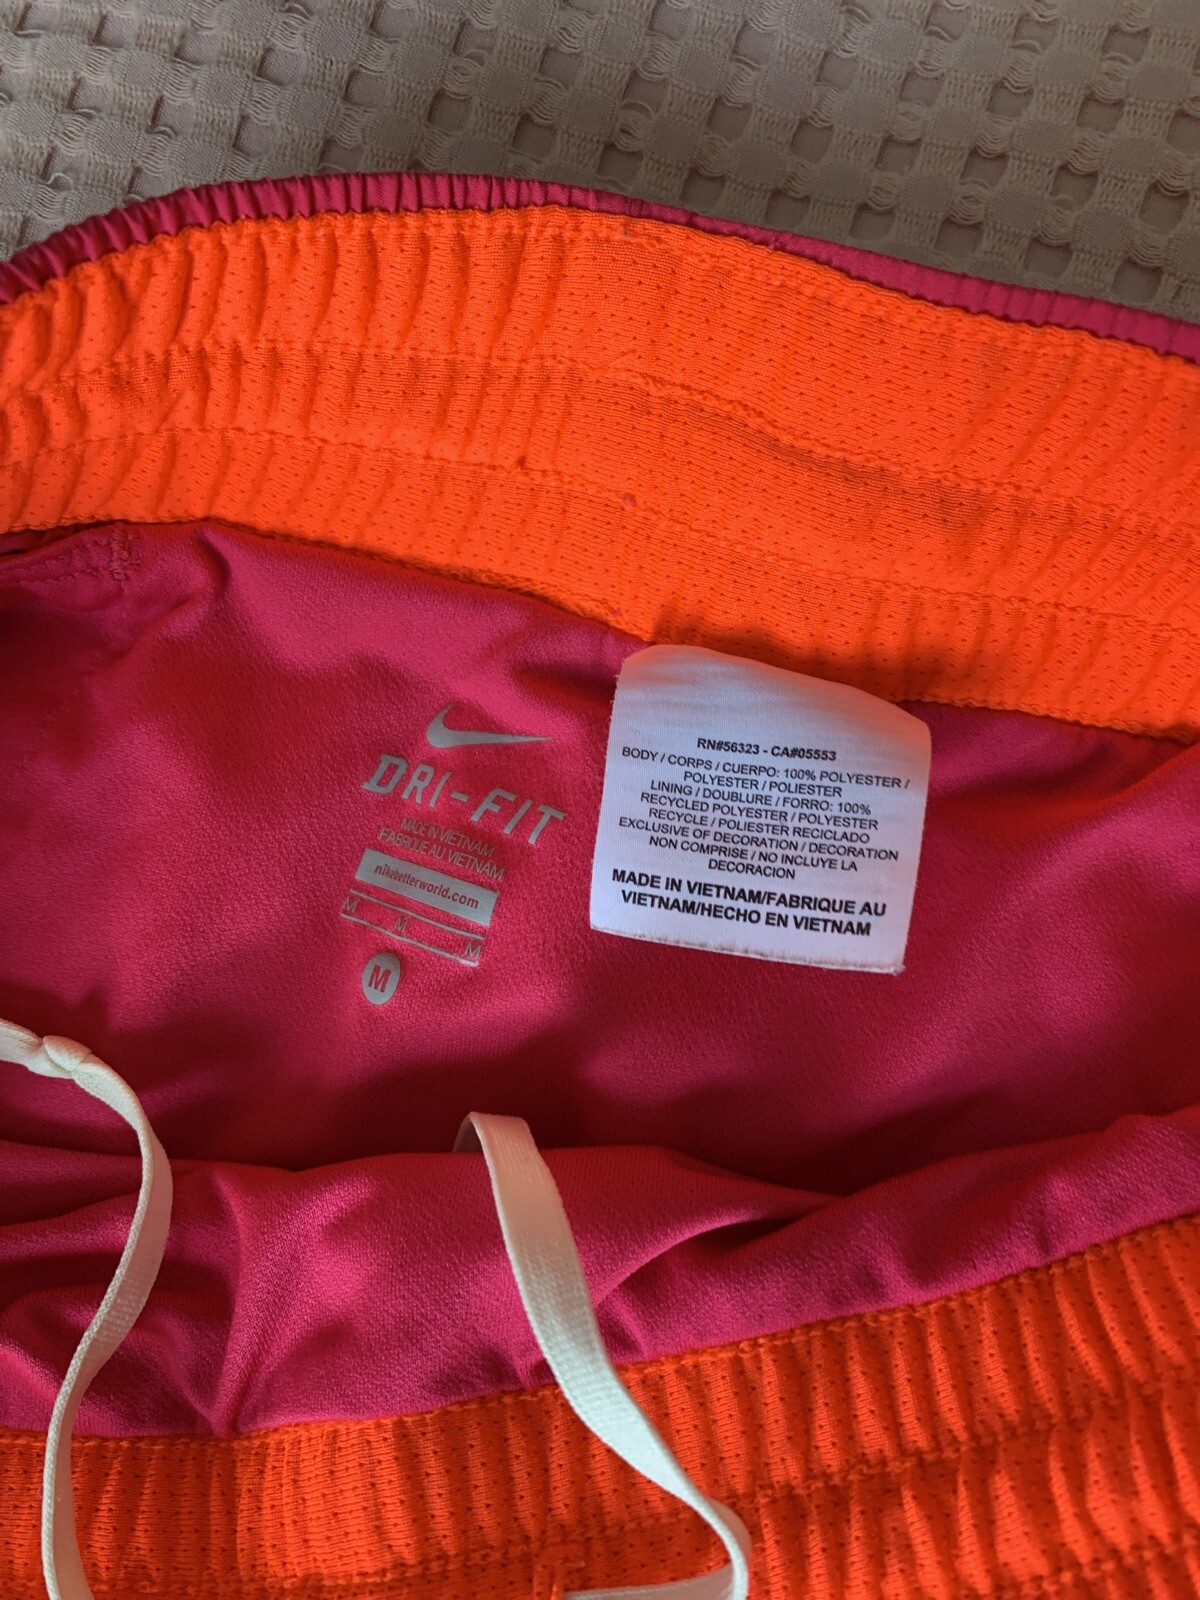 DRI-FIT
MADE IN VIETNAM
FABRIQUE AU VIETNAM
nikebetterworld.com
M M M
M
RN#56323 - CA#05553
BODY / CORPS / CUERPO: 100% POLYESTER /
POLYESTER / POLIESTER
LINING / DOUBLURE / FORRO: 100%
RECYCLED POLYESTER / POLYESTER
RECYCLE / POLIESTER RECICLADO
EXCLUSIVE OF DECORATION / DECORATION
NON COMPRISE / NO INCLUYE LA
DECORACION
MADE IN VIETNAM/FABRIQUE AU
VIETNAM/HECHO EN VIETNAM